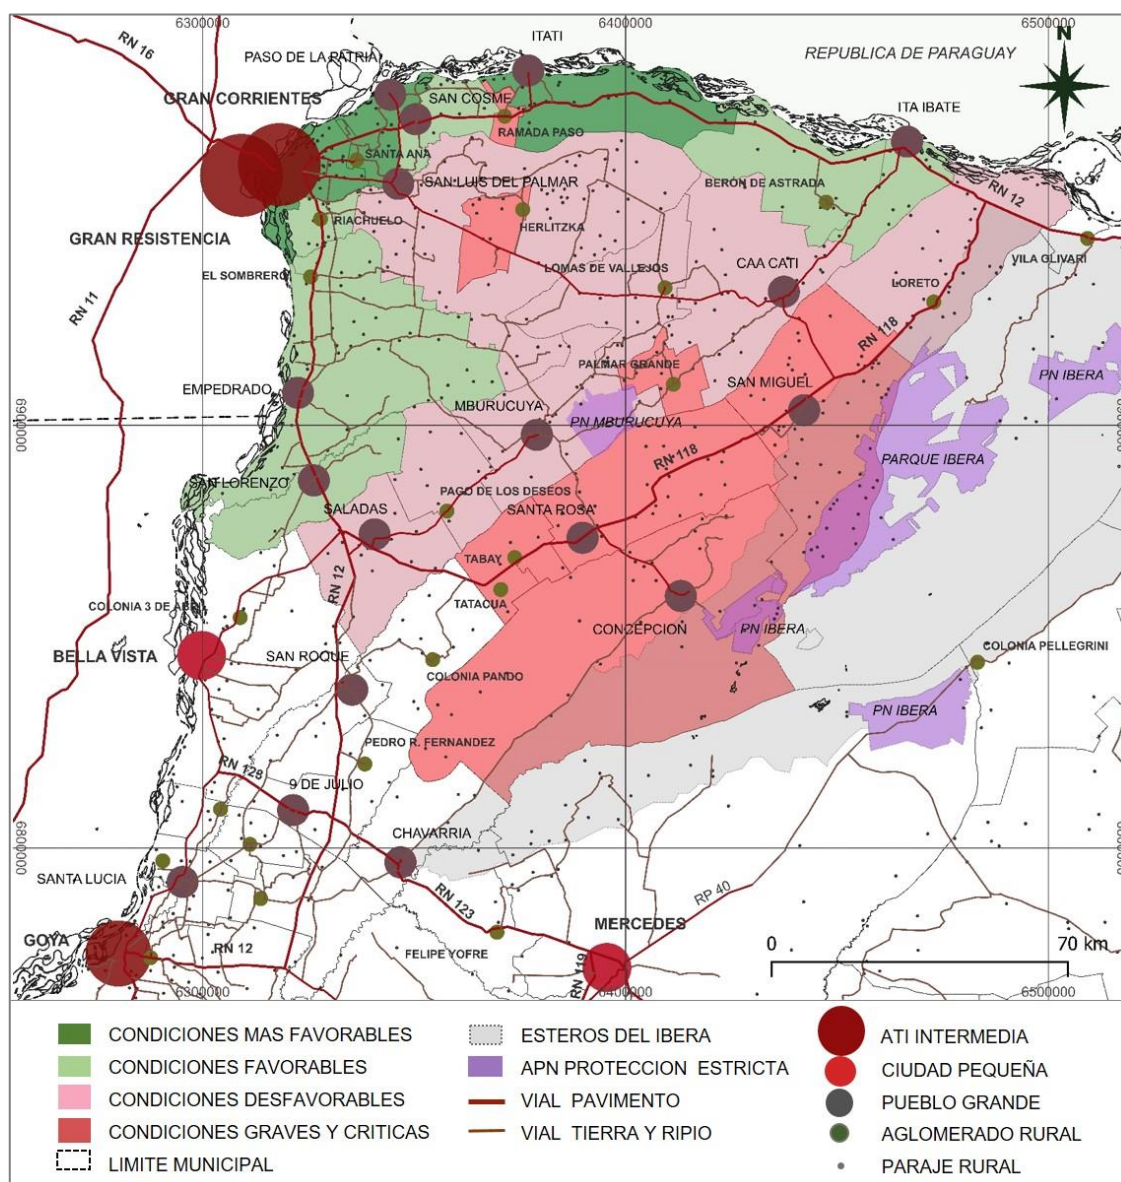 6300000
6400000
6500000
RN 16
ITATI
REPUBLICA DE PARAGUAY
N
PASO DE LA PATRIA
GRAN CORRIENTES
SAN COSME
ITA IBATE
RAMADA PASO
SANTA ANA
SAN LUIS DEL PALMAR
BERÓN DE ASTRADA
RN 12
RIACHUELO
HERLITZKA
GRAN RESISTENCIA
VILA OLIVARI
EL SOMBRERO
LOMAS DE VALLEJOS
CAA CATI
LORETO
RN 11
RN 118
PALMAR GRANDE
PN IBERA
EMPEDRADO
SAN MIGUEL
MBURUCUYA
PN MBURUCUYA
6900000
6900000
RN 118
PARQUE IBERA
SAN LORENZO
PAGO DE LOS DESEOS
SALADAS
SANTA ROSA
TABAY
RN 12
TATACUA
COLONIA 3 DE ABRIL
CONCEPCION
PN IBERA
BELLA VISTA
SAN ROQUE
COLONIA PELLEGRINI
COLONIA PANDO
PN IBERA
PEDRO R. FERNANDEZ
RN 128
9 DE JULIO
6800000
6800000
CHAVARRIA
SANTA LUCIA
RN 123
RP 40
MERCEDES
GOYA
RN 12
FELIPE YOFRE
RN 119
0
70 km
6300000
6400000
6500000
CONDICIONES MAS FAVORABLES
CONDICIONES FAVORABLES
CONDICIONES DESFAVORABLES
CONDICIONES GRAVES Y CRITICAS
LIMITE MUNICIPAL
ESTEROS DEL IBERA
APN PROTECCION ESTRICTA
VIAL PAVIMENTO
VIAL TIERRA Y RIPIO
ATI INTERMEDIA
CIUDAD PEQUEÑA
PUEBLO GRANDE
AGLOMERADO RURAL
PARAJE RURAL